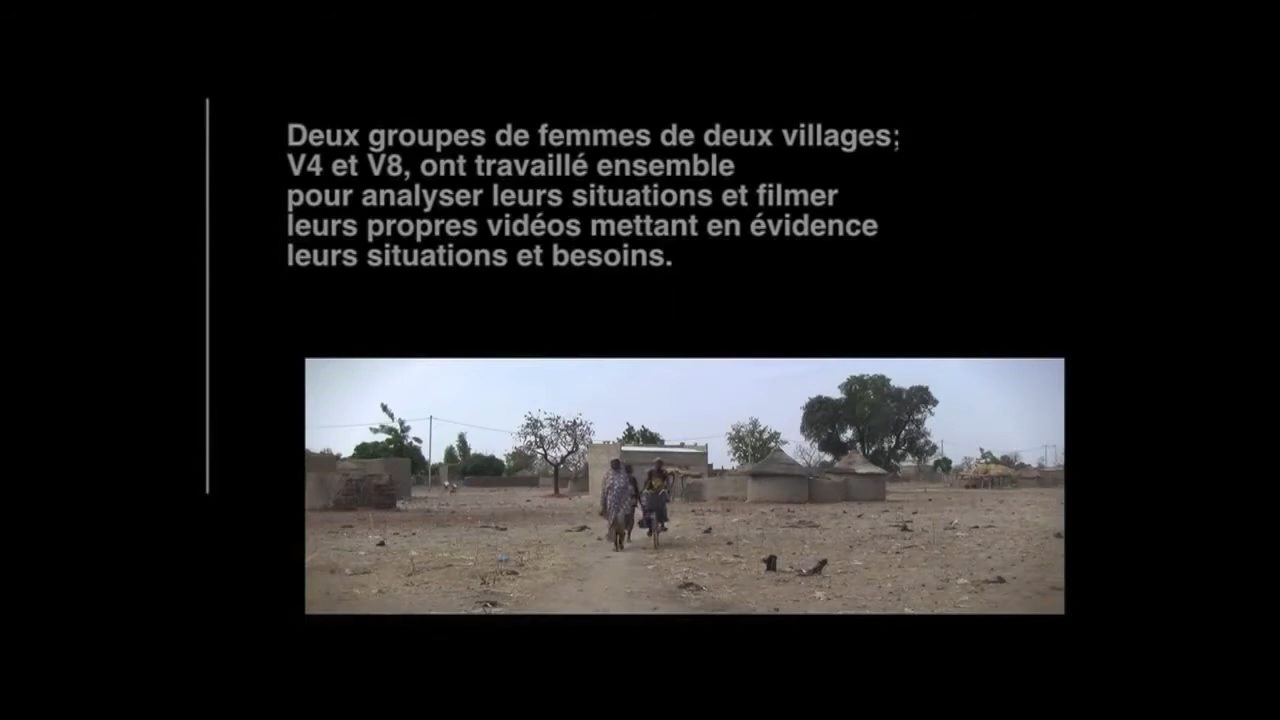 Deux groupes de femmes de deux villages;
V4 et V8, ont travaillé ensemble
pour analyser leurs situations et filmer
leurs propres vidéos mettant en évidence
leurs situations et besoins.